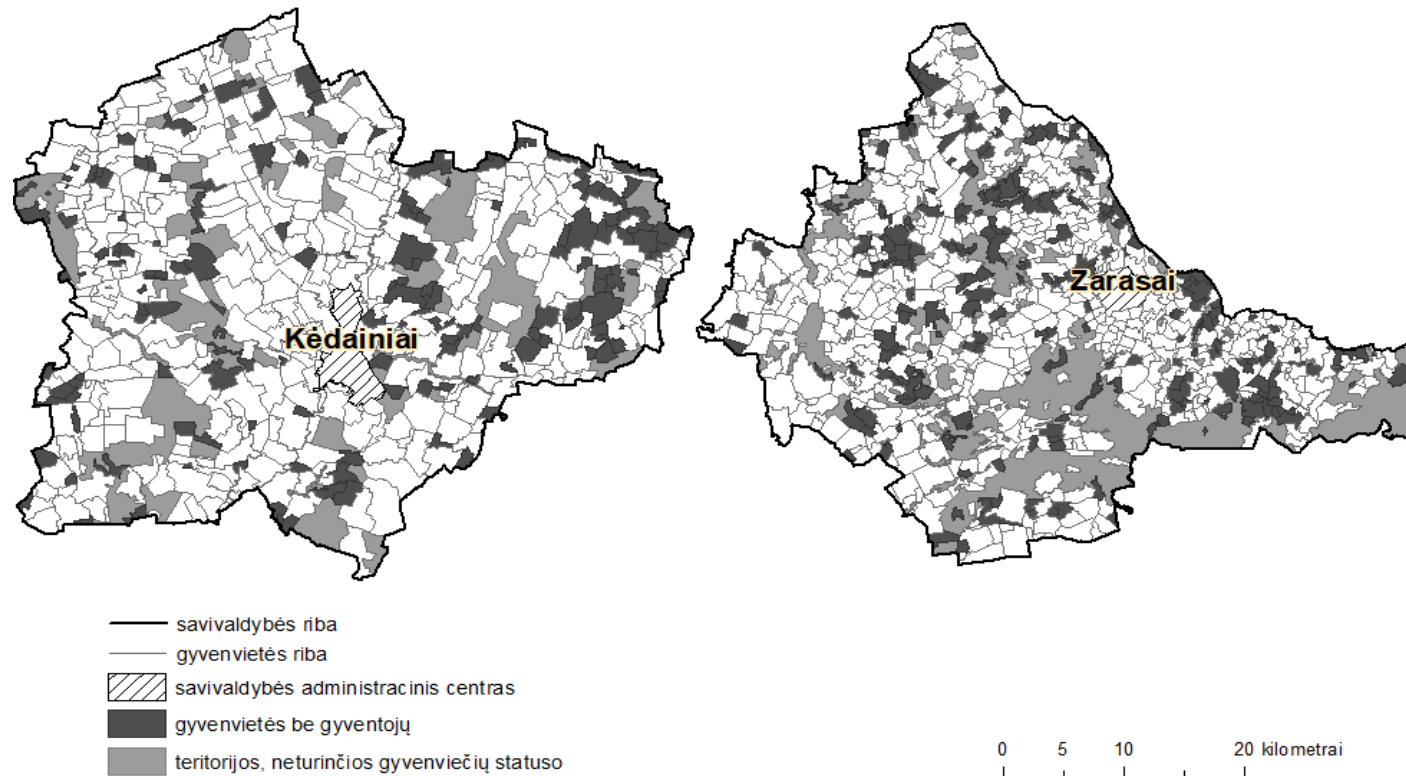 Zarasai
Kėdainiai
savivaldybės riba
gyvenvietės riba
savivaldybės administracinis centras
gyvenvietės be gyventojų
teritorijos, neturinčios gyvenviečių statuso
0 5 10 20 kilometrai